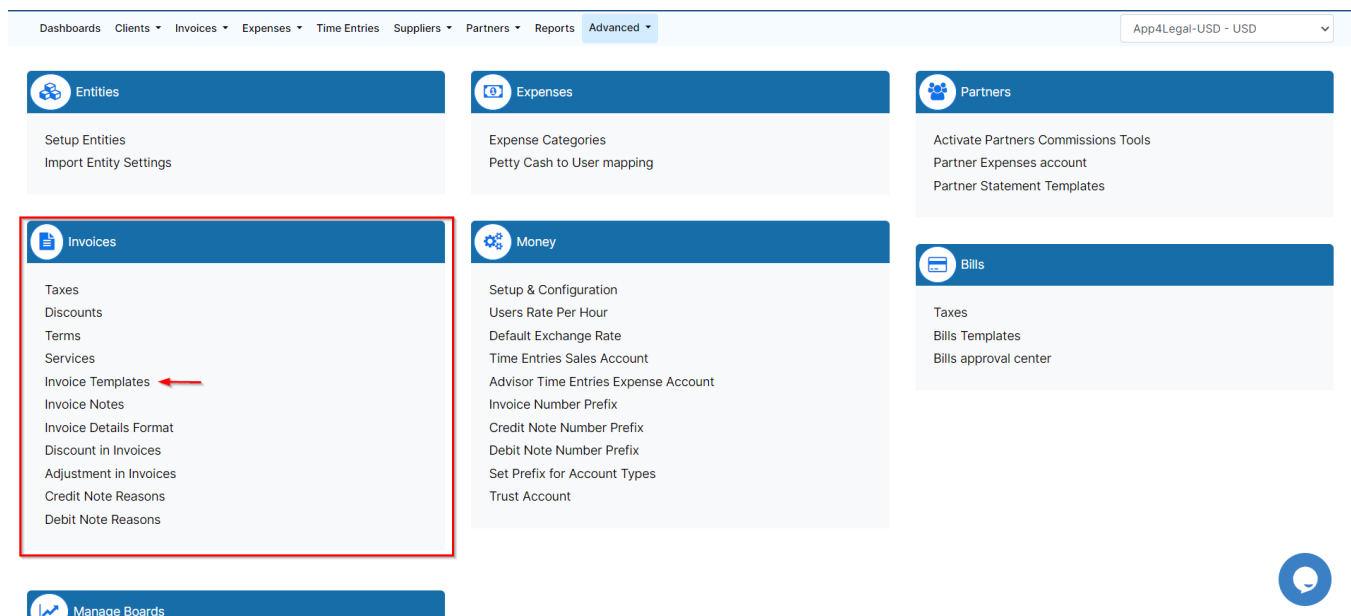 Dashboards Clients Invoices Expenses Time Entries Suppliers Partners Reports Advanced App4Legal-USD - USD
Entities
Setup Entities
Import Entity Settings
Expenses
Expense Categories
Petty Cash to User mapping
Partners
Activate Partners Commissions Tools
Partner Expenses account
Partner Statement Templates
Invoices
Taxes
Discounts
Terms
Services
Invoice Templates
Invoice Notes
Invoice Details Format
Discount in Invoices
Adjustment in Invoices
Credit Note Reasons
Debit Note Reasons
Money
Setup & Configuration
Users Rate Per Hour
Default Exchange Rate
Time Entries Sales Account
Advisor Time Entries Expense Account
Invoice Number Prefix
Credit Note Number Prefix
Debit Note Number Prefix
Set Prefix for Account Types
Trust Account
Bills
Taxes
Bills Templates
Bills approval center
Manage Boards